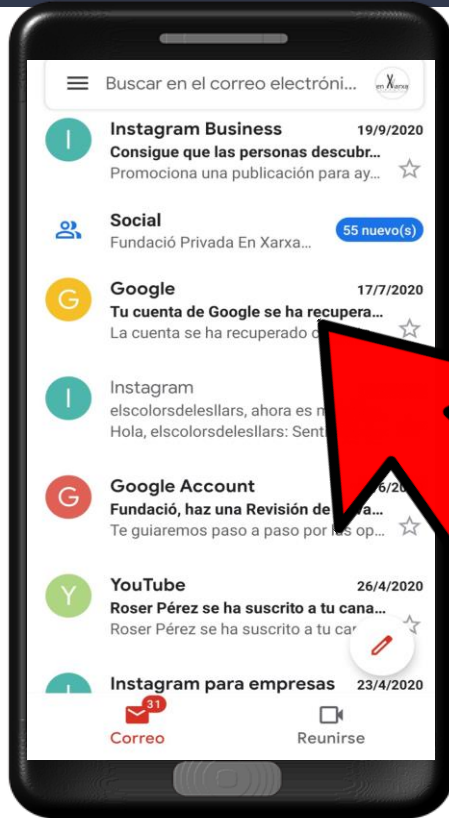 Buscar en el correo electróni...
en Xarxa
I
Instagram Business 19/9/2020
Consigue que las personas descubr...
Promociona una publicación para ay...
Social
Fundació Privada En Xarxa...
55 nuevo(s)
G
Google 17/7/2020
Tu cuenta de Google se ha recupera...
La cuenta se ha recuperado
I
Instagram
elscolorsdelesllars, ahora es
Hola, elscolorsdelesllars:
G
Google Account
Fundació, haz una Revisión de
Te guiaremos paso a paso por op...
Y
YouTube 26/4/2020
Roser Pérez se ha suscrito a tu cana...
Roser Pérez se ha suscrito a tu
Instagram para empresas 23/4/2020
31
Correo
Reunirse